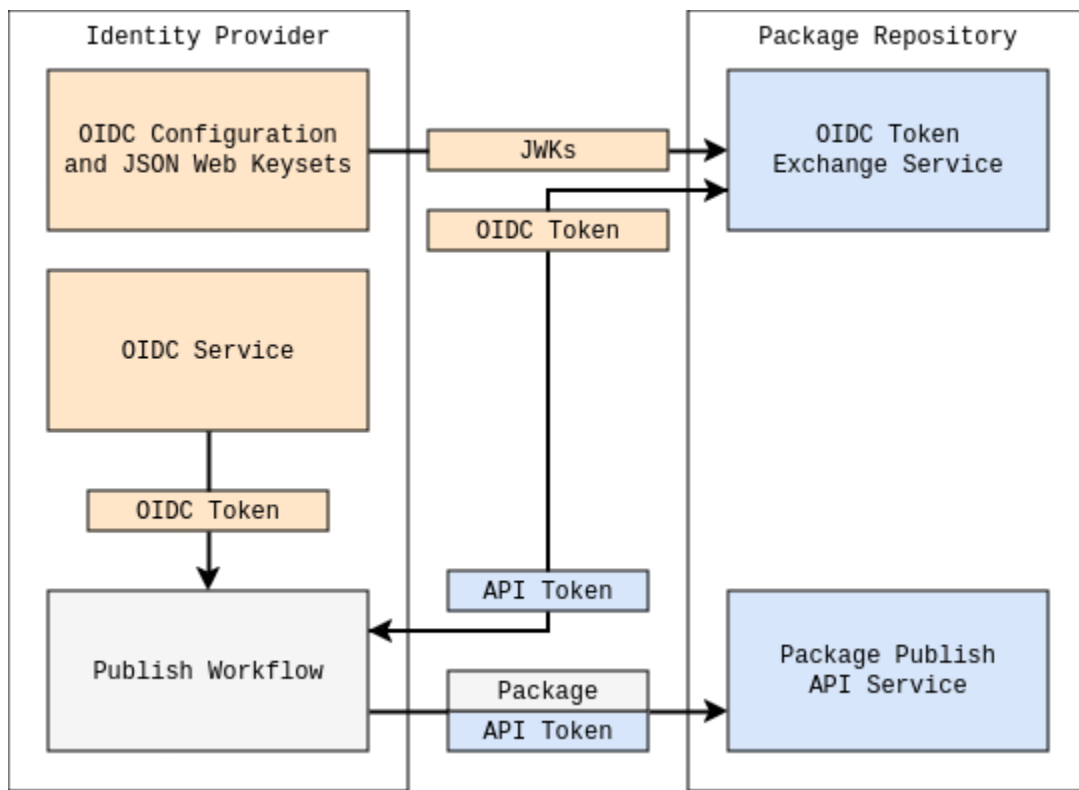 Identity Provider
Package Repository
OIDC Configuration
and JSON Web Keysets
JWKs
OIDC Token
Exchange Service
OIDC Token
OIDC Service
OIDC Token
API Token
Publish Workflow
Package
API Token
Package Publish
API Service